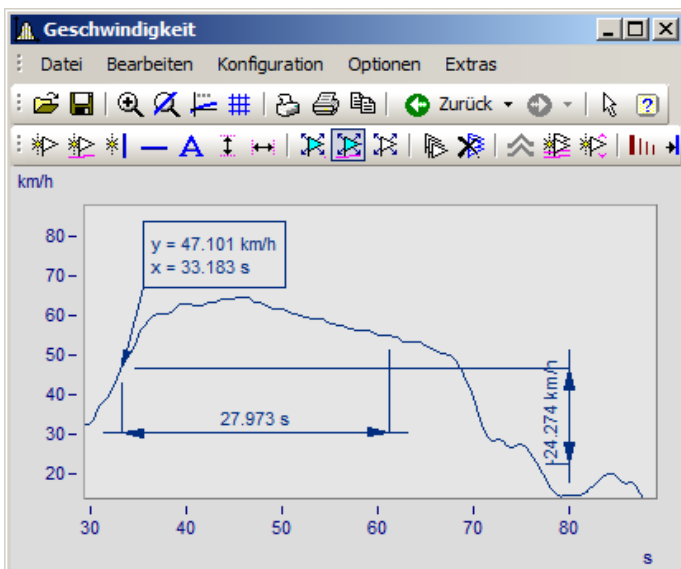 Geschwindigkeit
Datei Bearbeiten Konfiguration Optionen Extras
Zurück
A
km/h
y = 47.101 km/h
x = 33.183 s
80
70
60
50
40
30
20
27.973 s
-24.274 km/h
30 40 50 60 70 80
s